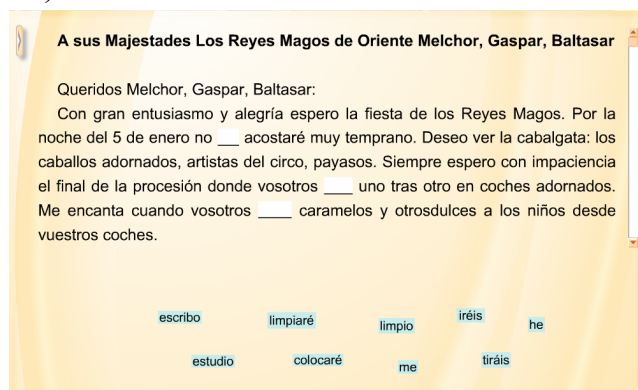 A sus Majestades Los Reyes Magos de Oriente Melchor, Gaspar, Baltasar
Queridos Melchor, Gaspar, Baltasar:
Con gran entusiasmo y alegría espero la fiesta de los Reyes Magos. Por la
noche del 5 de enero no ___ acostaré muy temprano. Deseo ver la cabalgata: los
caballos adornados, artistas del circo, payasos. Siempre espero con impaciencia
el final de la procesión donde vosotros ____ uno tras otro en coches adornados.
Me encanta cuando vosotros _____ caramelos y otrosdulces a los niños desde
vuestros coches.
escribo limpiaré limpio iréis he
estudio colocaré me tiráis